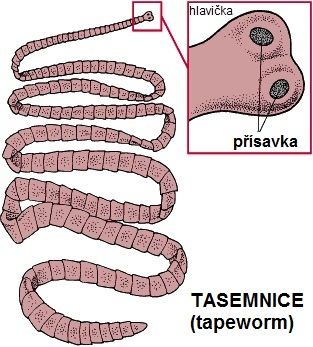 hlavička
přísavka
TASEMNICE
(tapeworm)